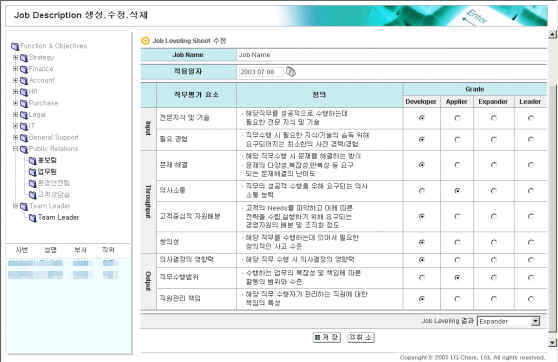 Job Description 생성.수정.삭제
Enter
Function & Objectives
Strategy
Finance
Account
HR
Purchase
Legal
IT
General Support
Public Relations
홍보팀
업무팀
환경안전팀
고객상담실
Team Leader
Team Leader
사번 성명 부서 직위
Job Leveling Sheet 수정
Job Name Job Name
적용일자 2003 07 08
직무평가 요소 정의 Grade
Developer Applier Expander Leader
Input
전문지식 및 기술
- 해당직무를 성공적으로 수행하는데
필요한 전문 지식 및 기술
필요 경험
- 직무수행 시 필요한 지식/기술의 습득 위해
요구되어지는 최소한의 사전 경력/경험
Throughput
문제 해결
- 해당 직무수행 시 문제를 해결하는 방식
- 문제의 다양성,복잡성,반복성 등 요구
되는 문제해결의 난이도
의사소통
- 직무의 성공적 수행을 위해 요구되는 의사
소통 능력
고객중심적 자원배분
- 고객의 Needs를 파악하고 이에 따른
전략을 수립,실행하기 위해 요구되는
경영자원의 배분 및 조직화 정도
창의성
- 해당 직무를 수행하는데 있어서 필요한
창의적인 사고 수준
Output
의사결정의 영향력 - 해당 직무 수행 시 의사결정의 영향력
직무수행범위
- 수행하는 업무의 복잡성 및 책임에 따른
활동의 범위와 수준
직원관리 책임
- 해당 직무 수행자가 관리하는 직원에 대한
책임의 특성
Job Leveling 결과 Expander
저 장 취 소
Copyright © 2003 LG Chem, Ltd. All rights reserved.